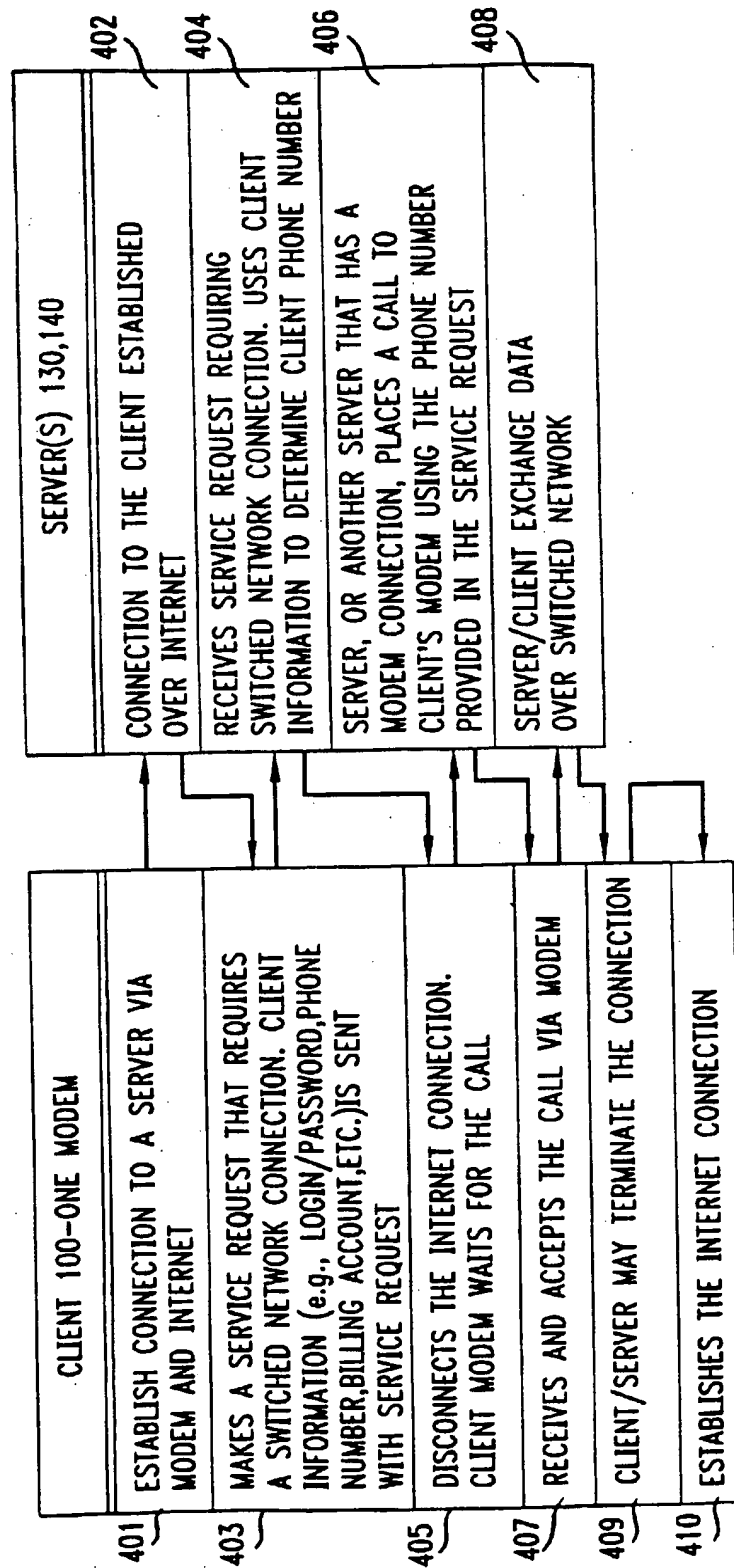 CLIENT 100-ONE MODEM
401
ESTABLISH CONNECTION TO A SERVER VIA
MODEM AND INTERNET
403
MAKES A SERVICE REQUEST THAT REQUIRES
A SWITCHED NETWORK CONNECTION. CLIENT
INFORMATION (e.g., LOGIN/PASSWORD,PHONE
NUMBER,BILLING ACCOUNT,ETC.)IS SENT
WITH SERVICE REQUEST
405
DISCONNECTS THE INTERNET CONNECTION.
CLIENT MODEM WAITS FOR THE CALL
407
RECEIVES AND ACCEPTS THE CALL VIA MODEM
409
CLIENT/SERVER MAY TERMINATE THE CONNECTION
410
ESTABLISHES THE INTERNET CONNECTION
SERVER(S) 130,140
CONNECTION TO THE CLIENT ESTABLISHED
OVER INTERNET
402
RECEIVES SERVICE REQUEST REQUIRING
SWITCHED NETWORK CONNECTION. USES CLIENT
INFORMATION TO DETERMINE CLIENT PHONE NUMBER
404
SERVER, OR ANOTHER SERVER THAT HAS A
MODEM CONNECTION, PLACES A CALL TO
CLIENT'S MODEM USING THE PHONE NUMBER
PROVIDED IN THE SERVICE REQUEST
406
SERVER/CLIENT EXCHANGE DATA
OVER SWITCHED NETWORK
408